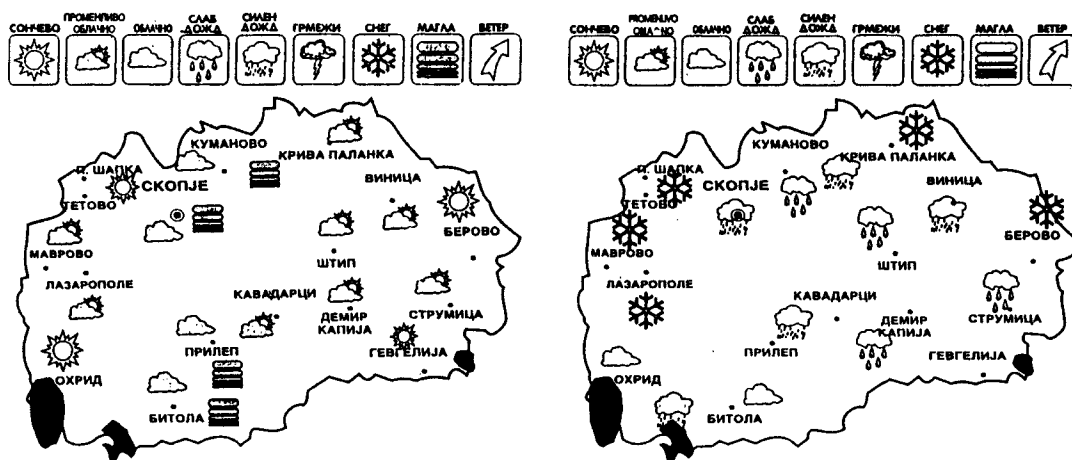 СОНЧЕВО
ПРОМЕНЛИВО
ОБЛАЧНО
ОБЛАЧНО
СЛАБ
ДОЖД
СИЛЕН
ДОЖД
ГРМЕЖИ
СНЕГ
МАГЛА
ВЕТЕР
КУМАНОВО
КРИВА ПАЛАНКА
П. ШАПКА
СКОПЈЕ
ВИНИЦА
ТЕТОВО
БЕРОВО
МАВРОВО
ШТИП
ЛАЗАРОПОЛЕ
КАВАДАРЦИ
ДЕМИР
КАПИЈА
СТРУМИЦА
ПРИЛЕП
ГЕВГЕЛИЈА
ОХРИД
БИТОЛА
СОНЧЕВО
ОБЛАЧНО
СЛАБ
ДОЖД
СИЛЕН
ДОЖД
ГРМЕЖИ
СНЕГ
МАГЛА
ВЕТЕР
КУМАНОВО
КРИВА ПАЛАНКА
П. ШАПКА
СКОПЈЕ
ВИНИЦА
ТЕТОВО
БЕРОВО
МАВРОВО
ШТИП
ЛАЗАРОПОЛЕ
КАВАДАРЦИ
ДЕМИР
КАПИЈА
СТРУМИЦА
ПРИЛЕП
ГЕВГЕЛИЈА
ОХРИД
БИТОЛА